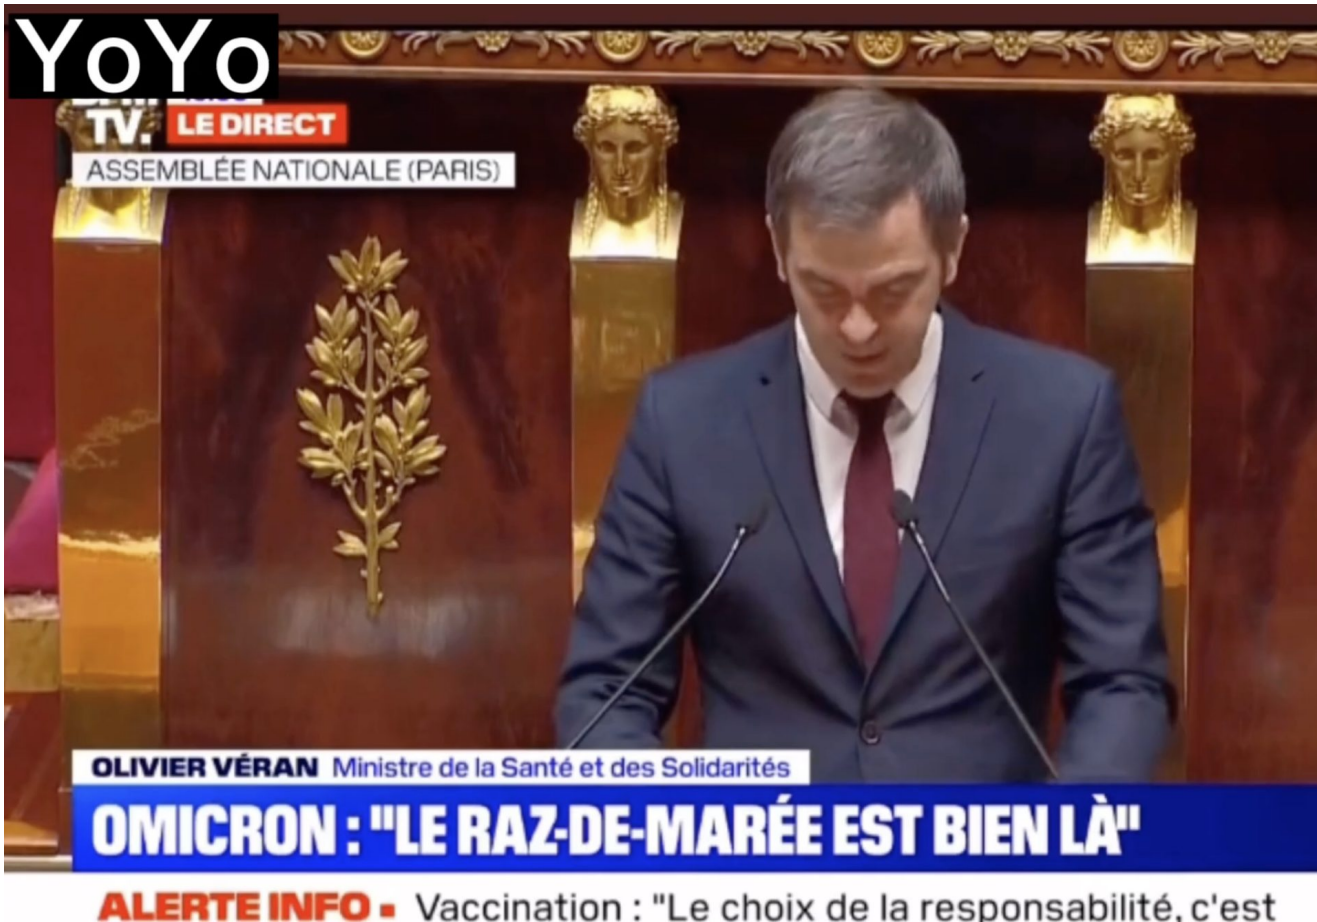 YoYo
TV. LE DIRECT
ASSEMBLÉE NATIONALE (PARIS)
OLIVIER VÉRAN Ministre de la Santé et des Solidarités
OMICRON : "LE RAZ-DE-MARÉE EST BIEN LÀ"
ALERTE INFO ▪ Vaccination : "Le choix de la responsabilité, c'est